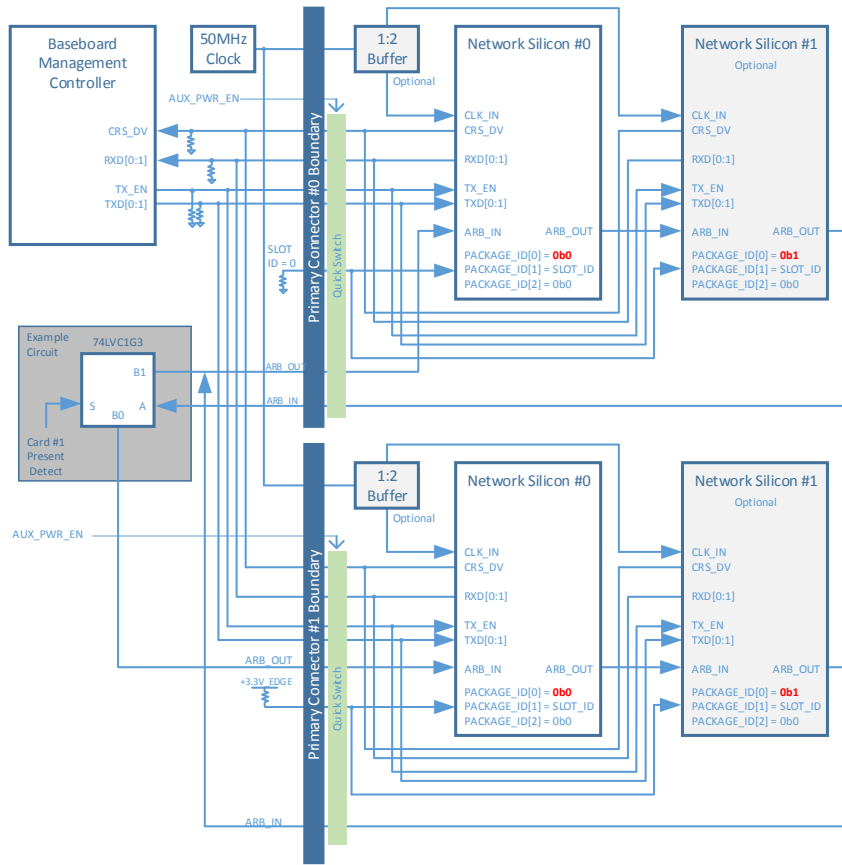 Baseboard
Management
Controller
CRS_DV
RXD[0:1]
TX_EN
TXD[0:1]
50MHz
Clock
AUX_PWR_EN
SLOT
ID = 0
Primary Connector #0 Boundary
Quick Switch
1:2
Buffer
Optional
Network Silicon #0
CLK_IN
CRS_DV
RXD[0:1]
TX_EN
TXD[0:1]
ARB_IN
ARB_OUT
PACKAGE_ID[0] = 0b0
PACKAGE_ID[1] = SLOT_ID
PACKAGE_ID[2] = 0b0
Network Silicon #1
Optional
CLK_IN
CRS_DV
RXD[0:1]
TX_EN
TXD[0:1]
ARB_IN
ARB_OUT
PACKAGE_ID[0] = 0b1
PACKAGE_ID[1] = SLOT_ID
PACKAGE_ID[2] = 0b0
Example
Circuit
74LVC1G3
B1
S
A
B0
Card #1
Present
Detect
ARB_OUT
ARB_IN
AUX_PWR_EN
ARB_OUT
+3.3V_EDGE
ARB_IN
Primary Connector #1 Boundary
Quick Switch
1:2
Buffer
Optional
Network Silicon #0
CLK_IN
CRS_DV
RXD[0:1]
TX_EN
TXD[0:1]
ARB_IN
ARB_OUT
PACKAGE_ID[0] = 0b0
PACKAGE_ID[1] = SLOT_ID
PACKAGE_ID[2] = 0b0
Network Silicon #1
Optional
CLK_IN
CRS_DV
RXD[0:1]
TX_EN
TXD[0:1]
ARB_IN
ARB_OUT
PACKAGE_ID[0] = 0b1
PACKAGE_ID[1] = SLOT_ID
PACKAGE_ID[2] = 0b0